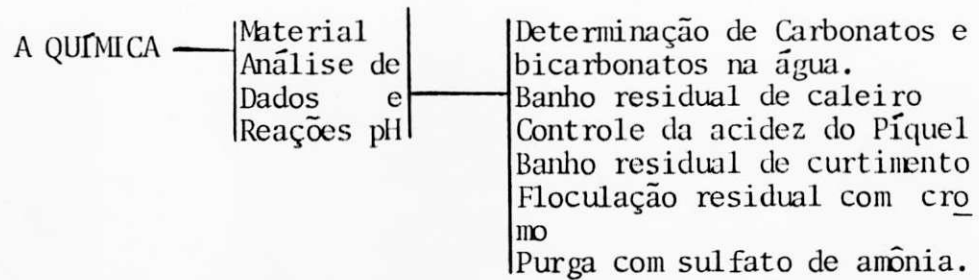 A QUÍMICA
Material
Análise de
Dados e
Reações pH
Determinação de Carbonatos e
bicarbonatos na água.
Banho residual de caleiro
Controle da acidez do Píquel
Banho residual de curtimento
Floculação residual com cro
mo
Purga com sulfato de amônia.